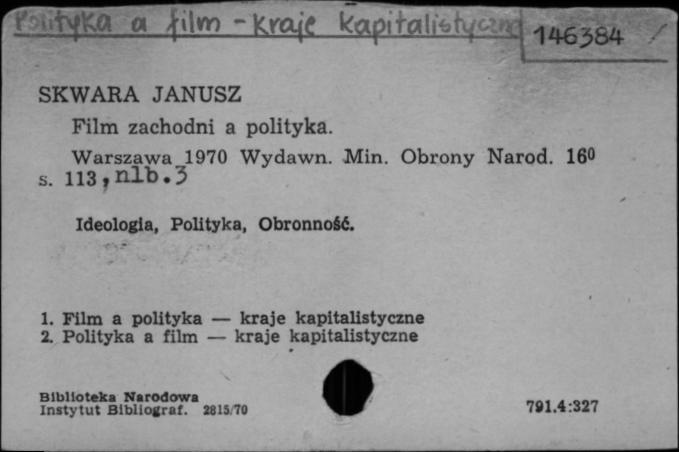 Polityka a film - kraje kapitalistyczne
146384
SKWARA JANUSZ
Film zachodni a polityka.
Warszawa 1970 Wydawn. Min. Obrony Narod. 16⁰
s. 113, nlb. 3
Ideologia, Polityka, Obronność.
1. Film a polityka — kraje kapitalistyczne
2. Polityka a film — kraje kapitalistyczne
Biblioteka Narodowa
Instytut Bibliograf. 2815/70
791.4:327